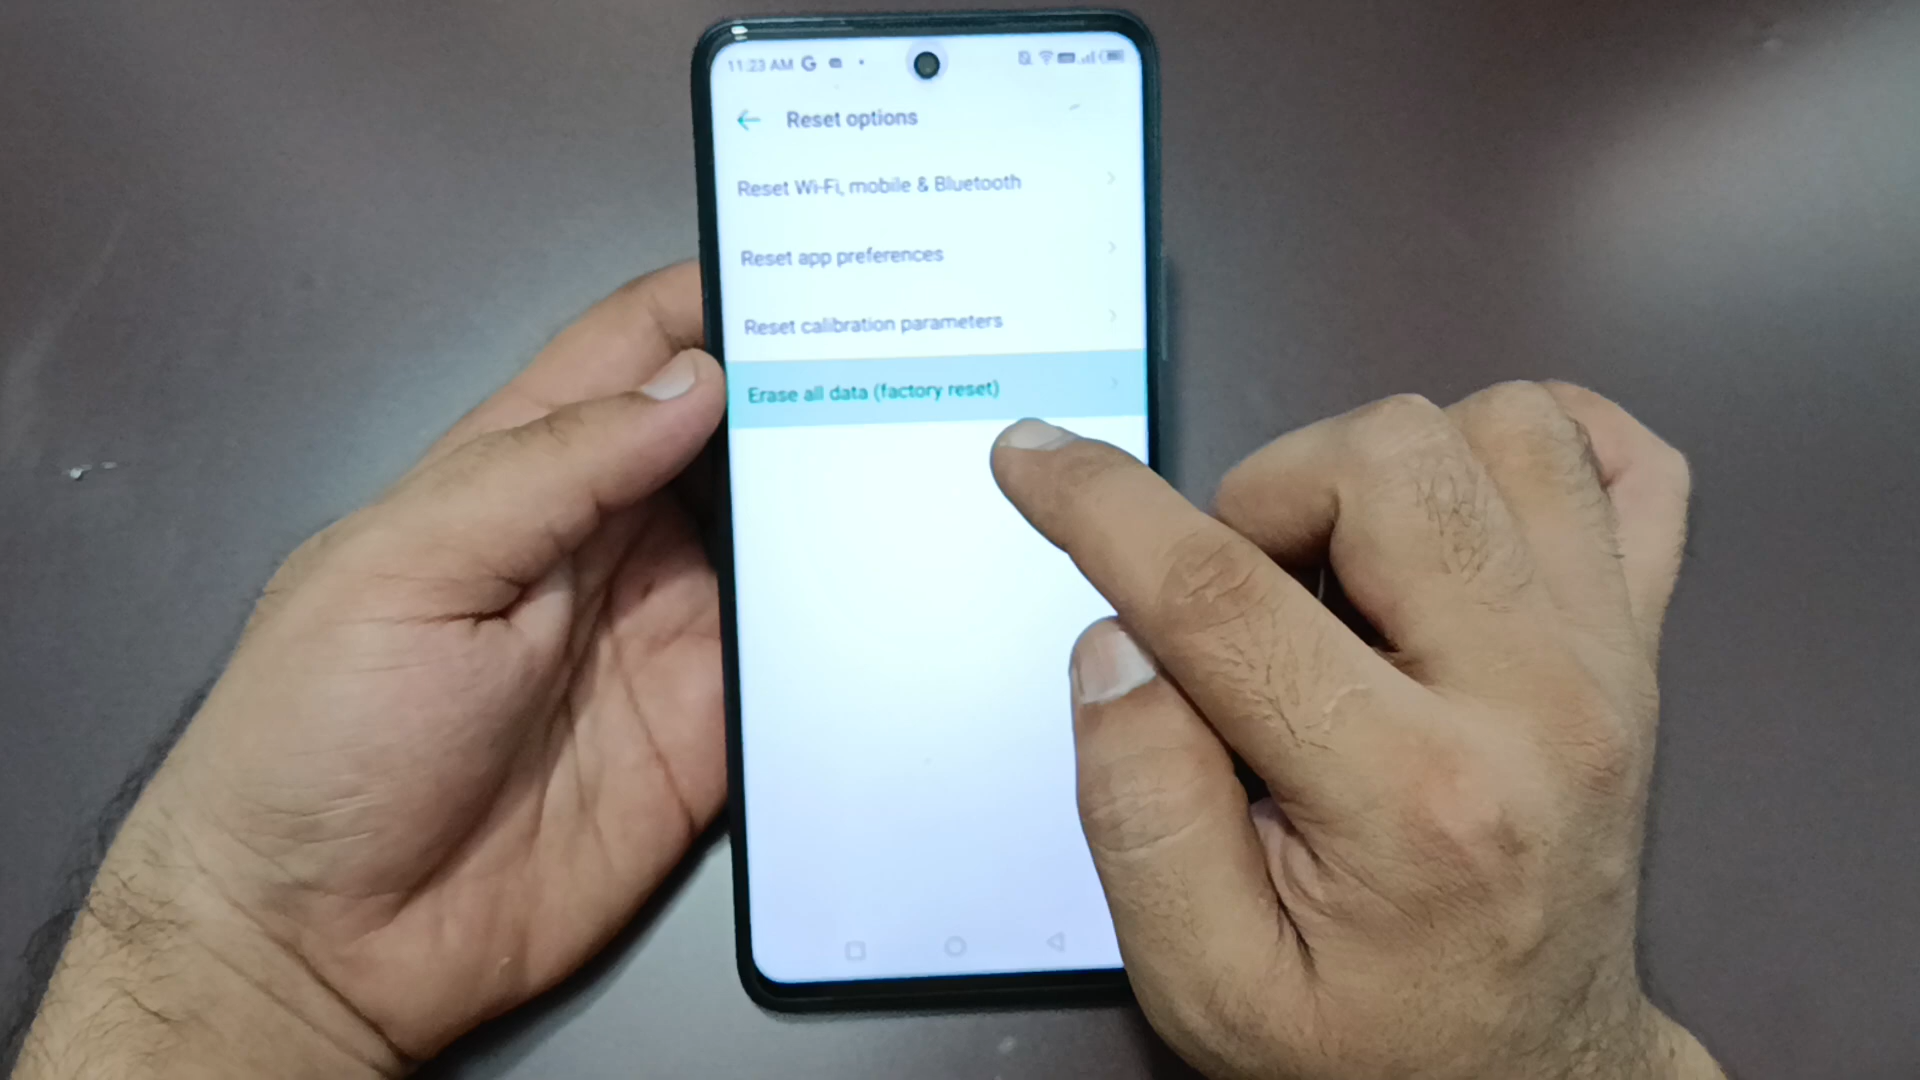 11:23 AM G
Reset options
Reset Wi-Fi, mobile & Bluetooth
Reset app preferences
Reset calibration parameters
Erase all data (factory reset)